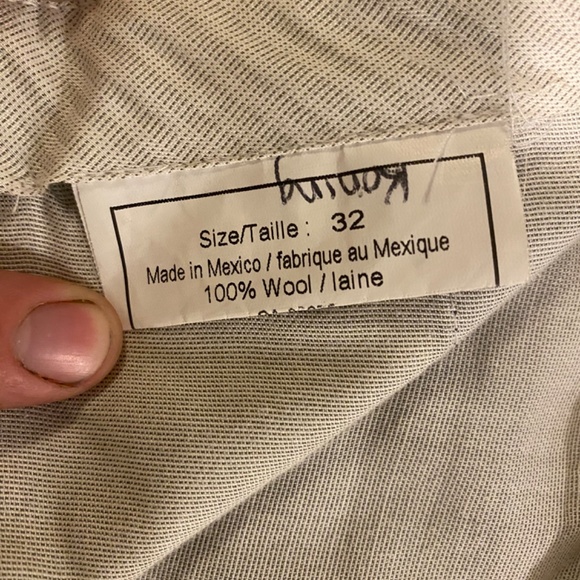 Size/Taille : 32
Made in Mexico / fabrique au Mexique
100% Wool / laine